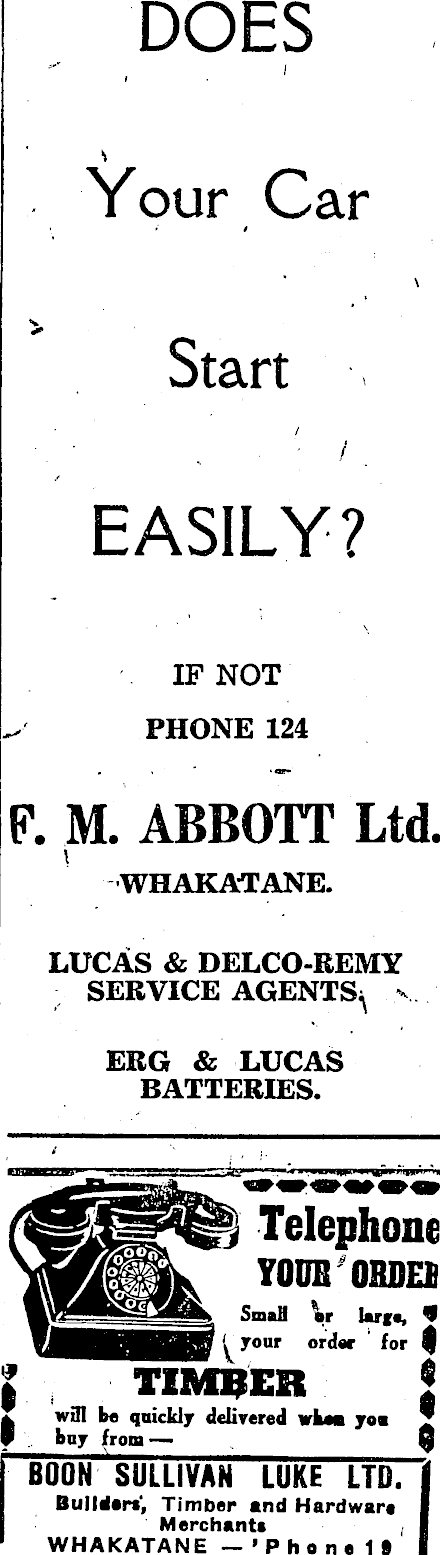 DOES
Your Car
Start
EASILY?
IF NOT
PHONE 124
F. M. ABBOTT Ltd.
WHAKATANE.
LUCAS & DELCO-REMY
SERVICE AGENTS.
ERG & LUCAS
BATTERIES.
Telephone
YOUR ORDER
Small or large,
your order for
TIMBER
will be quickly delivered when you
buy from —
BOON SULLIVAN LUKE LTD.
Builders, Timber and Hardware
Merchants
WHAKATANE — 'Phone 19